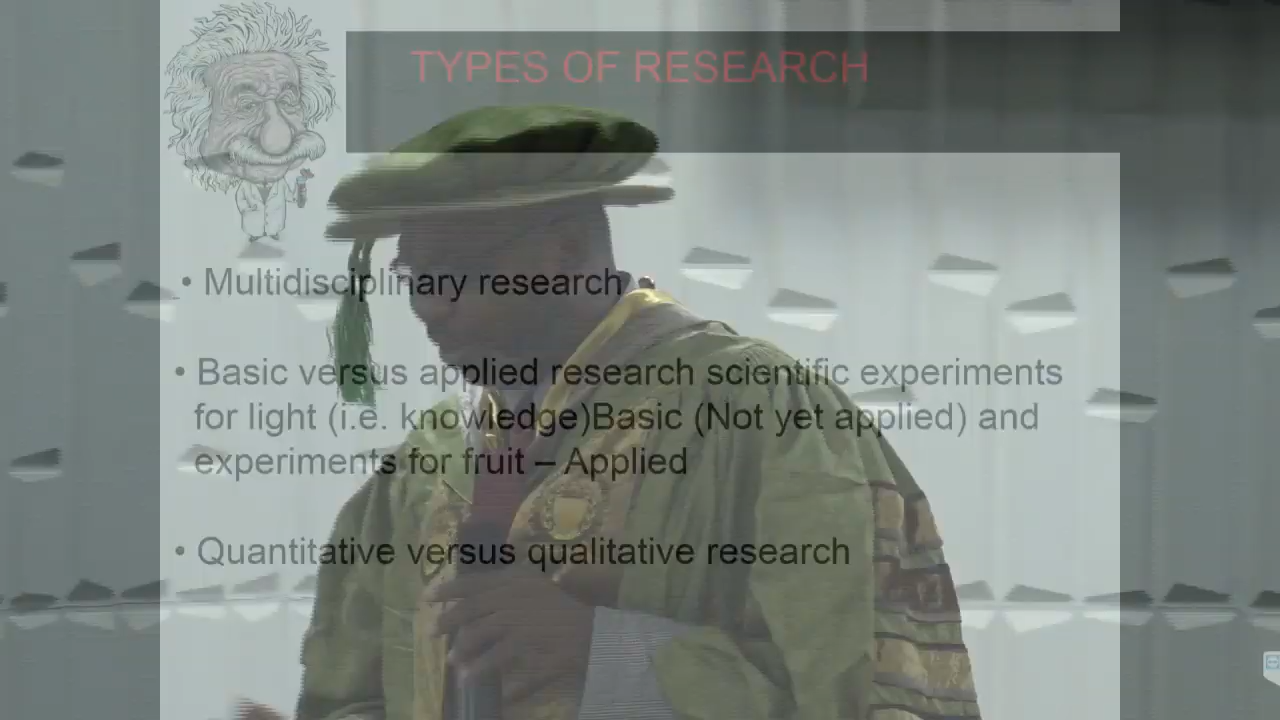 TYPES OF RESEARCH
• Multidisciplinary research
• Basic versus applied research scientific experiments
for light (i.e. knowledge)Basic (Not yet applied) and
experiments for fruit – Applied
• Quantitative versus qualitative research